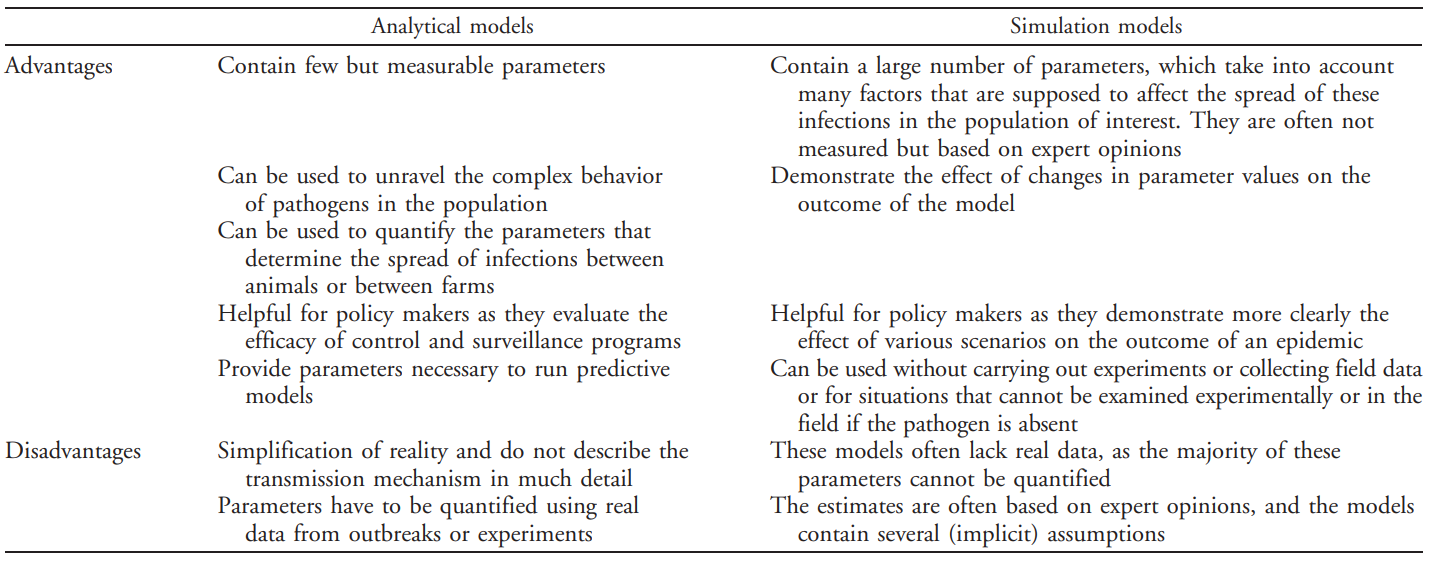 Analytical models Simulation models
Advantages Contain few but measurable parameters Contain a large number of parameters, which take into account
many factors that are supposed to affect the spread of these
infections in the population of interest. They are often not
measured but based on expert opinions
Can be used to unravel the complex behavior Demonstrate the effect of changes in parameter values on the
of pathogens in the population outcome of the model
Can be used to quantify the parameters that
determine the spread of infections between
animals or between farms
Helpful for policy makers as they evaluate the Helpful for policy makers as they demonstrate more clearly the
efficacy of control and surveillance programs effect of various scenarios on the outcome of an epidemic
Provide parameters necessary to run predictive Can be used without carrying out experiments or collecting field data
models or for situations that cannot be examined experimentally or in the
field if the pathogen is absent
Disadvantages Simplification of reality and do not describe the These models often lack real data, as the majority of these
transmission mechanism in much detail parameters cannot be quantified
Parameters have to be quantified using real The estimates are often based on expert opinions, and the models
data from outbreaks or experiments contain several (implicit) assumptions